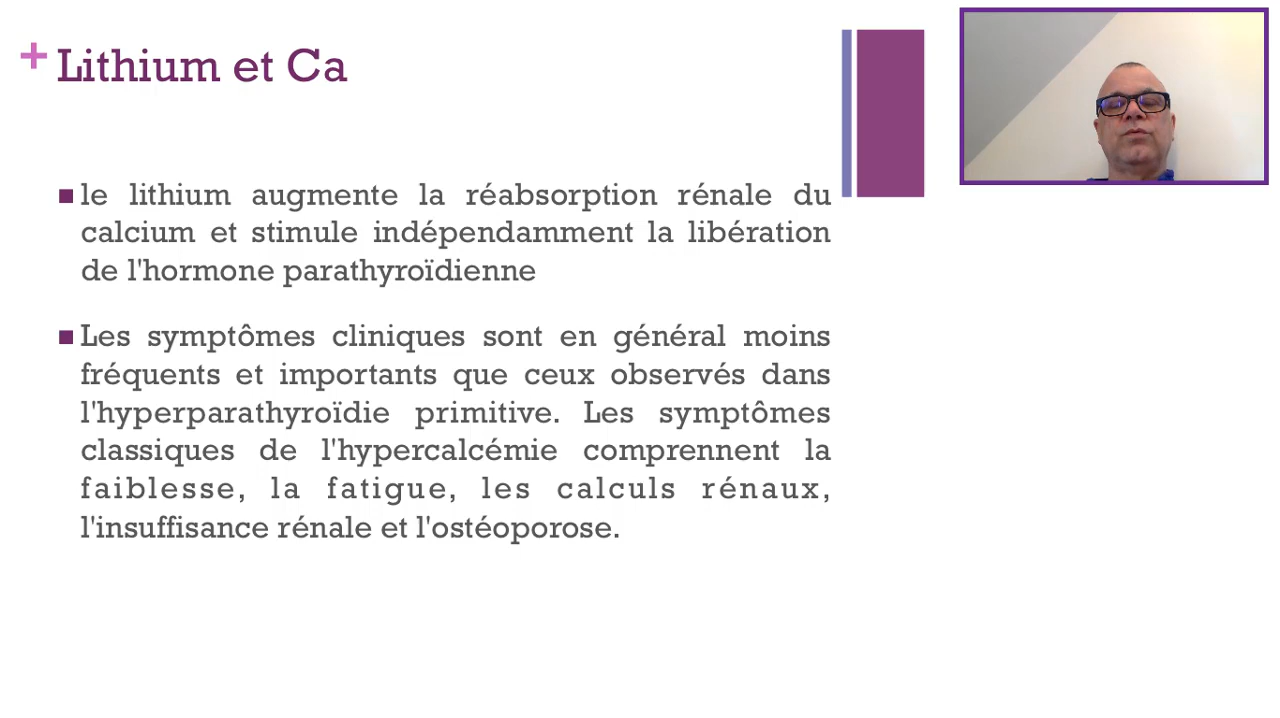 + Lithium et Ca
le lithium augmente la réabsorption rénale du
calcium et stimule indépendamment la libération
de l'hormone parathyroïdienne
Les symptômes cliniques sont en général moins
fréquents et importants que ceux observés dans
l'hyperparathyroïdie primitive. Les symptômes
classiques de l'hypercalcémie comprennent la
faiblesse, la fatigue, les calculs rénaux,
l'insuffisance rénale et l'ostéoporose.